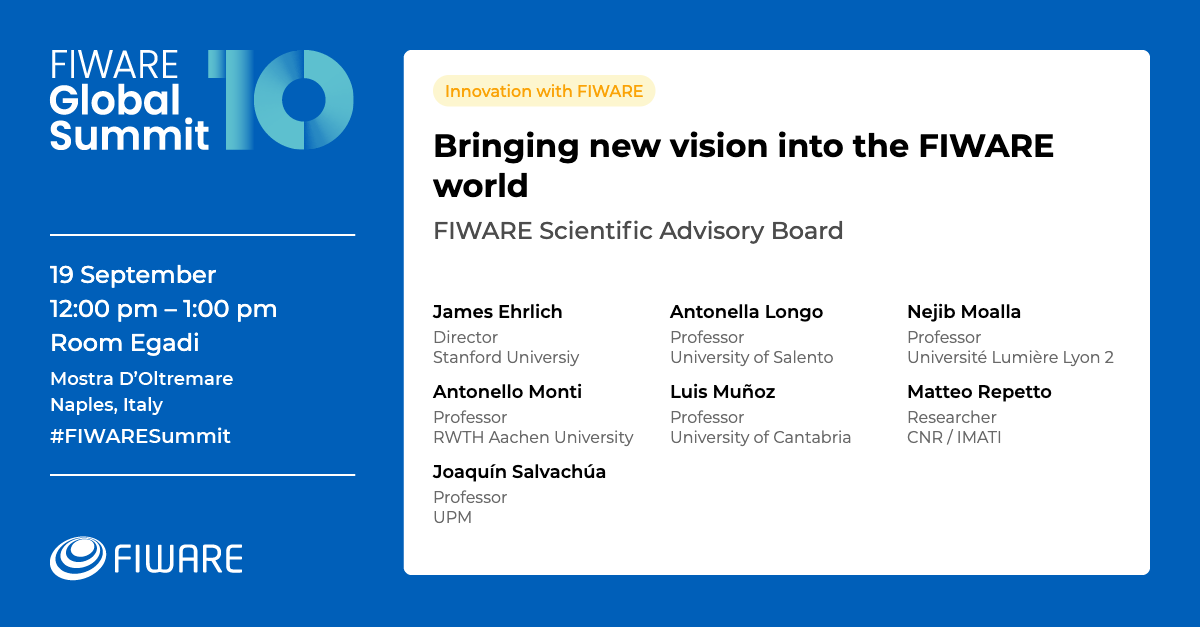 FIWARE
Global
Summit
10
19 September
12:00 pm – 1:00 pm
Room Egadi
Mostra D’Oltremare
Naples, Italy
#FIWARESummit
FIWARE
Innovation with FIWARE
Bringing new vision into the FIWARE
world
FIWARE Scientific Advisory Board
James Ehrlich
Director
Stanford Universiy
Antonella Longo
Professor
University of Salento
Nejib Moalla
Professor
Université Lumière Lyon 2
Antonello Monti
Professor
RWTH Aachen University
Luis Muñoz
Professor
University of Cantabria
Matteo Repetto
Researcher
CNR / IMATI
Joaquín Salvachúa
Professor
UPM